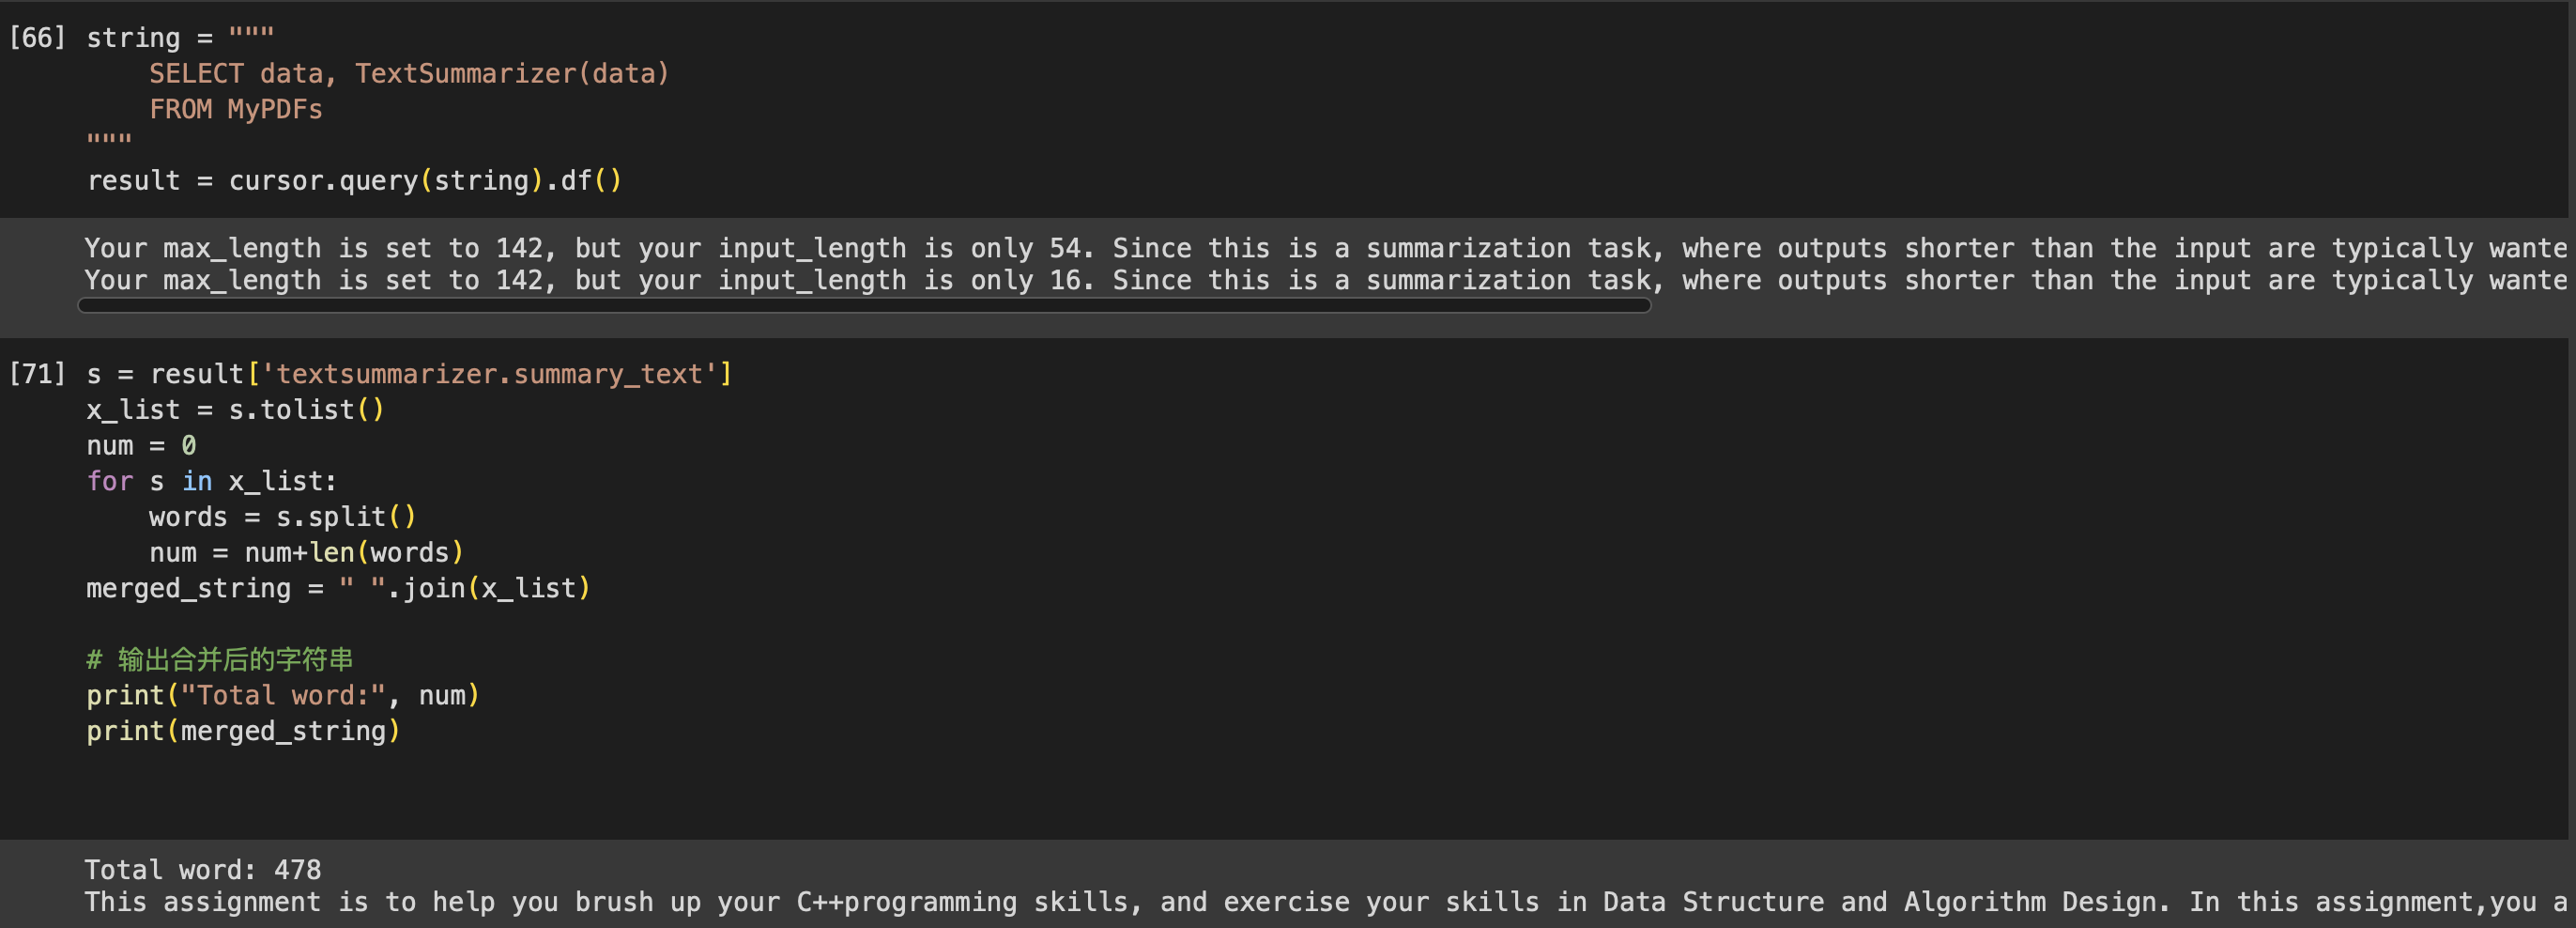 [66] string = """
    SELECT data, TextSummarizer(data)
    FROM MyPDFs
"""
result = cursor.query(string).df()
Your max_length is set to 142, but your input_length is only 54. Since this is a summarization task, where outputs shorter than the input are typically wante
Your max_length is set to 142, but your input_length is only 16. Since this is a summarization task, where outputs shorter than the input are typically wante
[71] s = result['textsummarizer.summary_text']
x_list = s.tolist()
num = 0
for s in x_list:
    words = s.split()
    num = num+len(words)
merged_string = " ".join(x_list)
# 输出合并后的字符串
print("Total word:", num)
print(merged_string)
Total word: 478
This assignment is to help you brush up your C++programming skills, and exercise your skills in Data Structure and Algorithm Design. In this assignment,you a